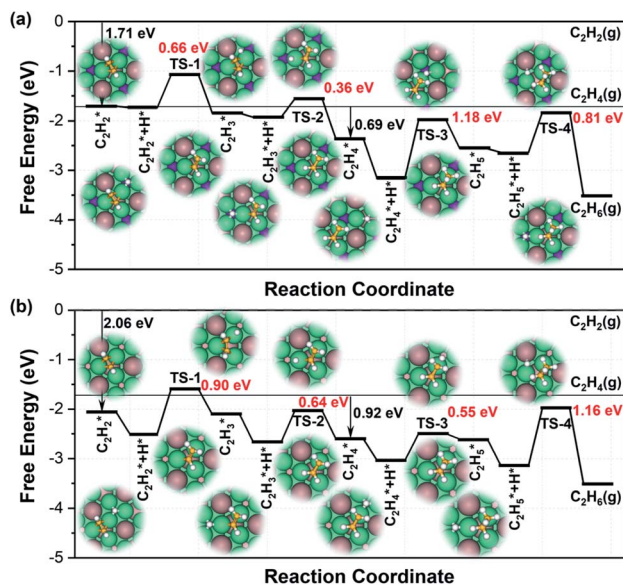 (a)
0
-1
-2
-3
-4
-5
Free Energy (eV)
1.71 eV
0.66 eV
TS-1
C₂H₂(g)
C₂H₄(g)
C₂H₂*
C₂H₂*+H*
C₂H₃*
C₂H₃*+H*
TS-2
0.36 eV
0.69 eV
C₂H₄*
C₂H₄*+H*
TS-3
1.18 eV
C₂H₅*
C₂H₅*+H*
TS-4
0.81 eV
C₂H₆(g)
Reaction Coordinate
(b)
0
-1
-2
-3
-4
-5
Free Energy (eV)
2.06 eV
TS-1
0.90 eV
C₂H₂(g)
C₂H₄(g)
C₂H₂*
C₂H₂*+H*
C₂H₃*
C₂H₃*+H*
0.64 eV
TS-2
0.92 eV
C₂H₄*
C₂H₄*+H*
TS-3
0.55 eV
C₂H₅*
C₂H₅*+H*
TS-4
1.16 eV
C₂H₆(g)
Reaction Coordinate